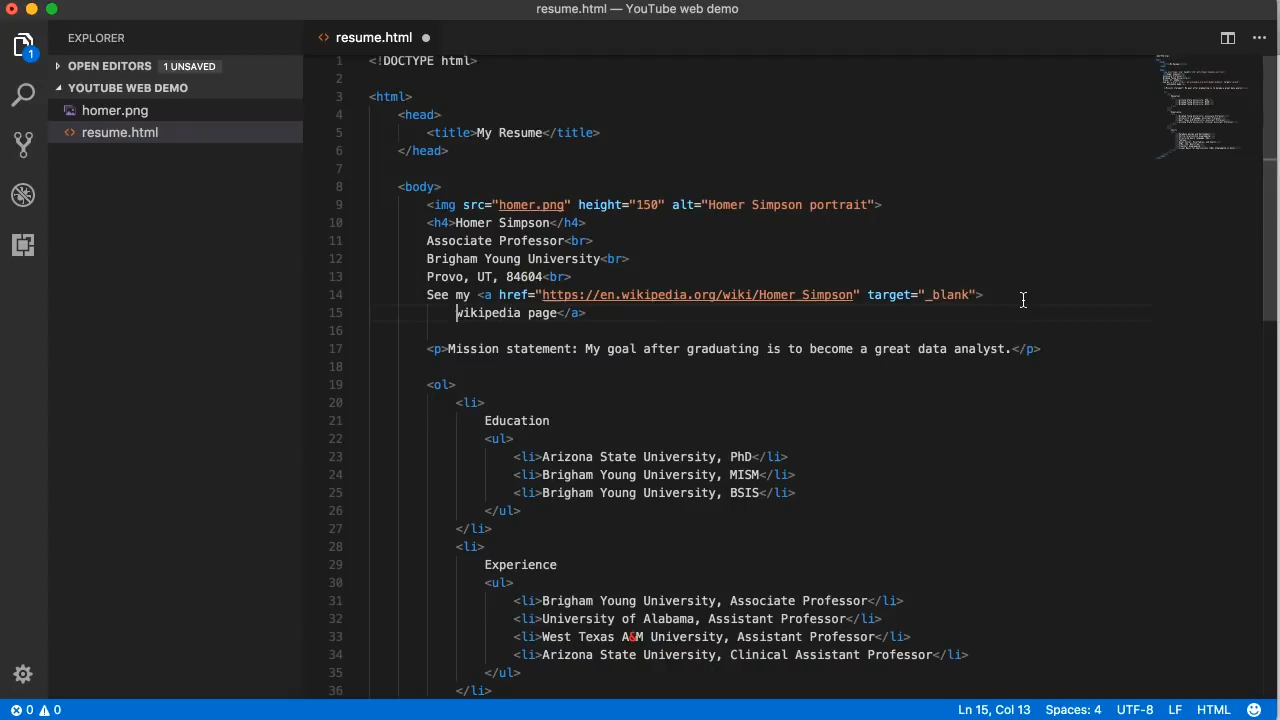 resume.html — YouTube web demo
EXPLORER
OPEN EDITORS 1 UNSAVED
YOUTUBE WEB DEMO
homer.png
resume.html
1
<> resume.html
1 <!DOCTYPE html>
2
3 <html>
4 <head>
5 <title>My Resume</title>
6 </head>
7
8 <body>
9 <img src="homer.png" height="150" alt="Homer Simpson portrait">
10 <h4>Homer Simpson</h4>
11 Associate Professor<br>
12 Brigham Young University<br>
13 Provo, UT, 84604<br>
14 See my <a href="https://en.wikipedia.org/wiki/Homer_Simpson" target="_blank">
15 wikipedia page</a>
16
17 <p>Mission statement: My goal after graduating is to become a great data analyst.</p>
18
19 <ol>
20 <li>
21 Education
22 <ul>
23 <li>Arizona State University, PhD</li>
24 <li>Brigham Young University, MISM</li>
25 <li>Brigham Young University, BSIS</li>
26 </ul>
27 </li>
28 <li>
29 Experience
30 <ul>
31 <li>Brigham Young University, Associate Professor</li>
32 <li>University of Alabama, Assistant Professor</li>
33 <li>West Texas A&M University, Assistant Professor</li>
34 <li>Arizona State University, Clinical Assistant Professor</li>
35 </ul>
36 </li>
0 0 Ln 15, Col 13 Spaces: 4 UTF-8 LF HTML